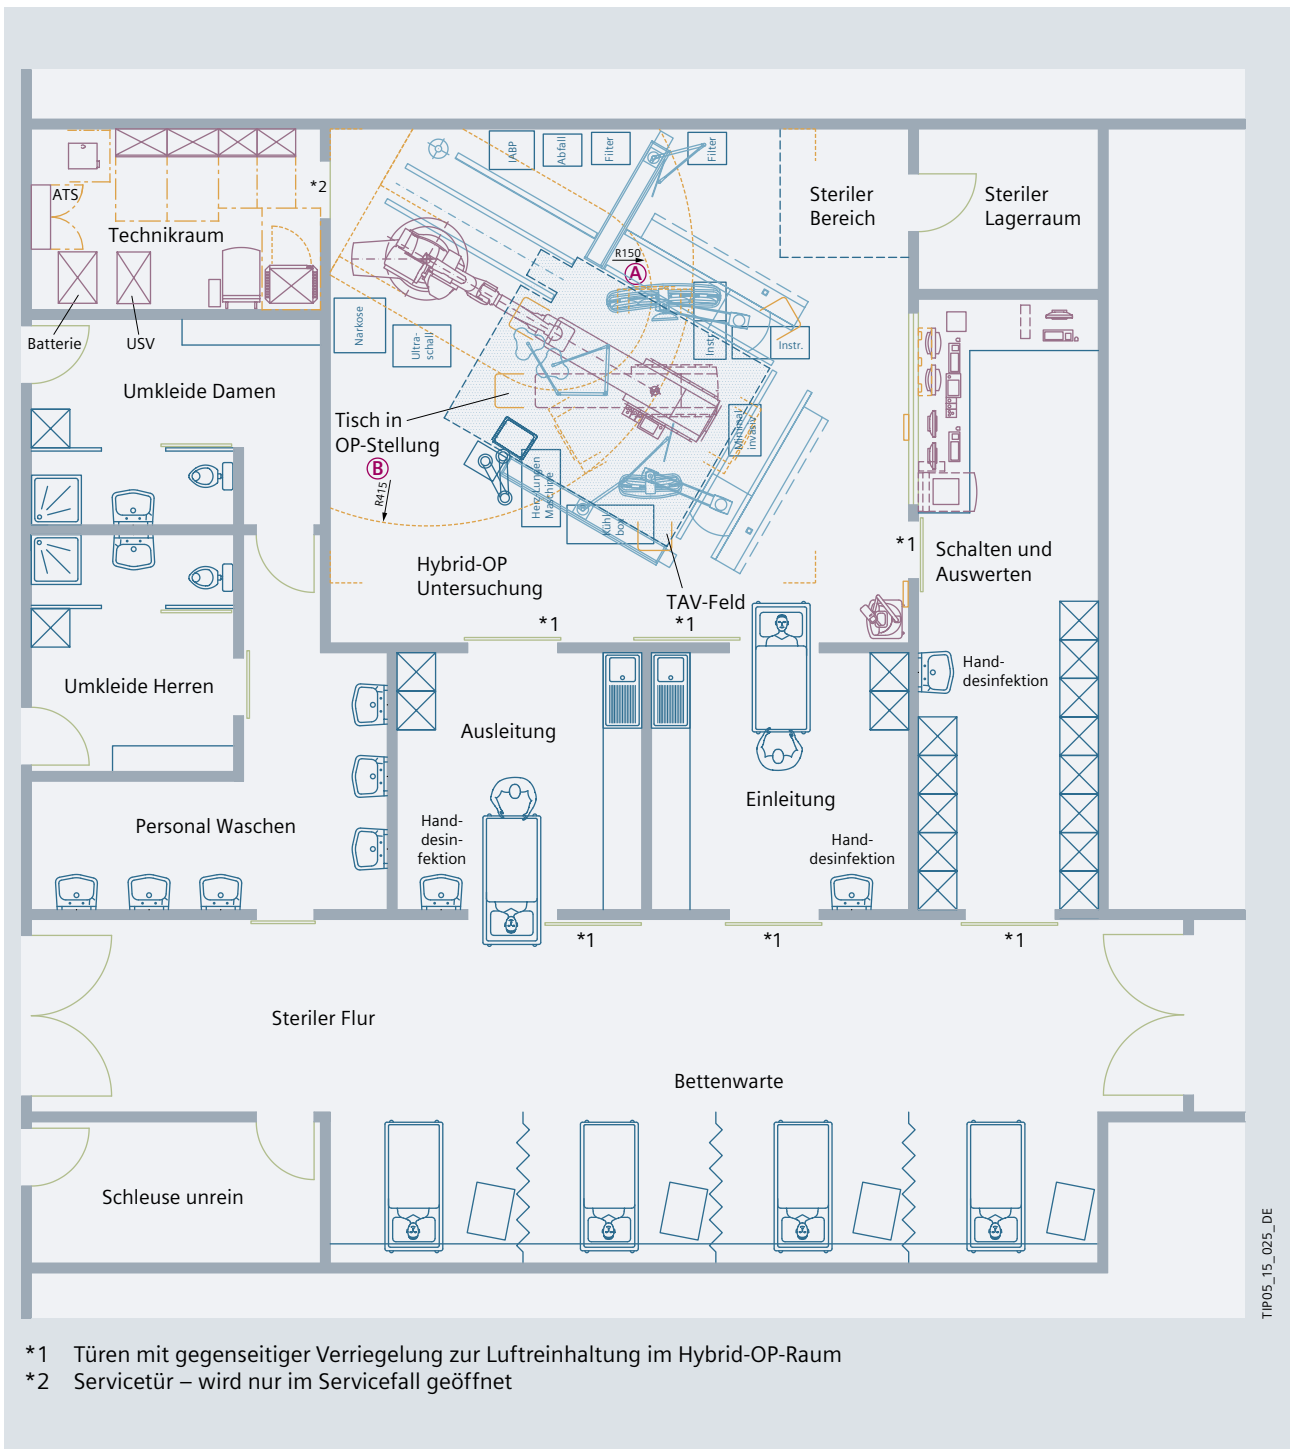 IABP
Abfall
Filter
Filter
*2
ATS
Technikraum
Steriler
Bereich
Steriler
Lagerraum
R150
A
Batterie
USV
Narkose
Ultra-
schall
Instr.
Instr.
Umkleide Damen
Tisch in
OP-Stellung
B
R415
Minimal
invasiv
Herz-Lungen
Maschine
Kühl
box
Hybrid-OP
Untersuchung
TAV-Feld
*1
Schalten und
Auswerten
*1
*1
Umkleide Herren
Hand-
desinfektion
Ausleitung
Einleitung
Personal Waschen
Hand-
desin-
fektion
Hand-
desinfektion
*1
*1
*1
Steriler Flur
Bettenwarte
Schleuse unrein
TIP05_15_025_DE
*1 Türen mit gegenseitiger Verriegelung zur Luftreinhaltung im Hybrid-OP-Raum
*2 Servicetür – wird nur im Servicefall geöffnet